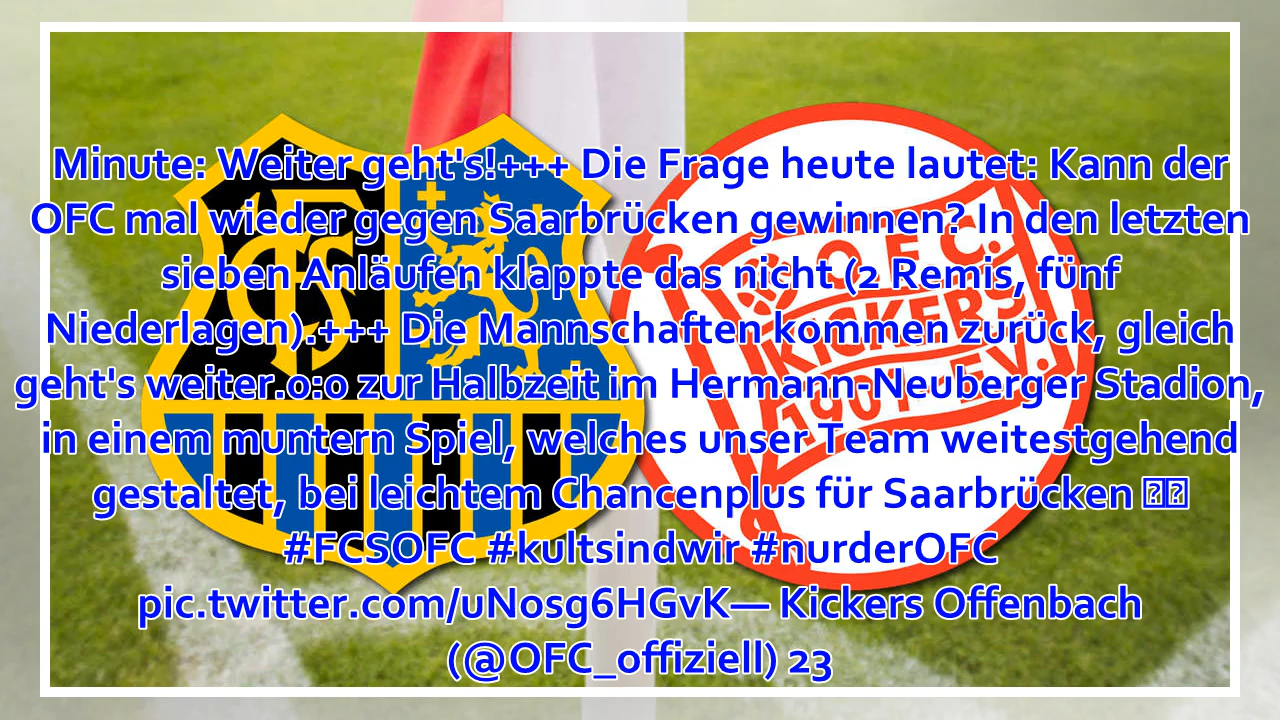 Minute: Weiter geht's!+++ Die Frage heute lautet: Kann der
OFC mal wieder gegen Saarbrücken gewinnen? In den letzten
sieben Anläufen klappte das nicht (2 Remis, fünf
Niederlagen).+++ Die Mannschaften kommen zurück, gleich
geht's weiter.0:0 zur Halbzeit im Hermann-Neuberger Stadion,
in einem muntern Spiel, welches unser Team weitestgehend
gestaltet, bei leichtem Chancenplus für Saarbrücken
#FCSOFC #kultsindwir #nurderOFC
pic.twitter.com/uNosg6HGvK— Kickers Offenbach
(@OFC_offiziell) 23
FCS
O.F.C.
KICKERS
1901 E.V.